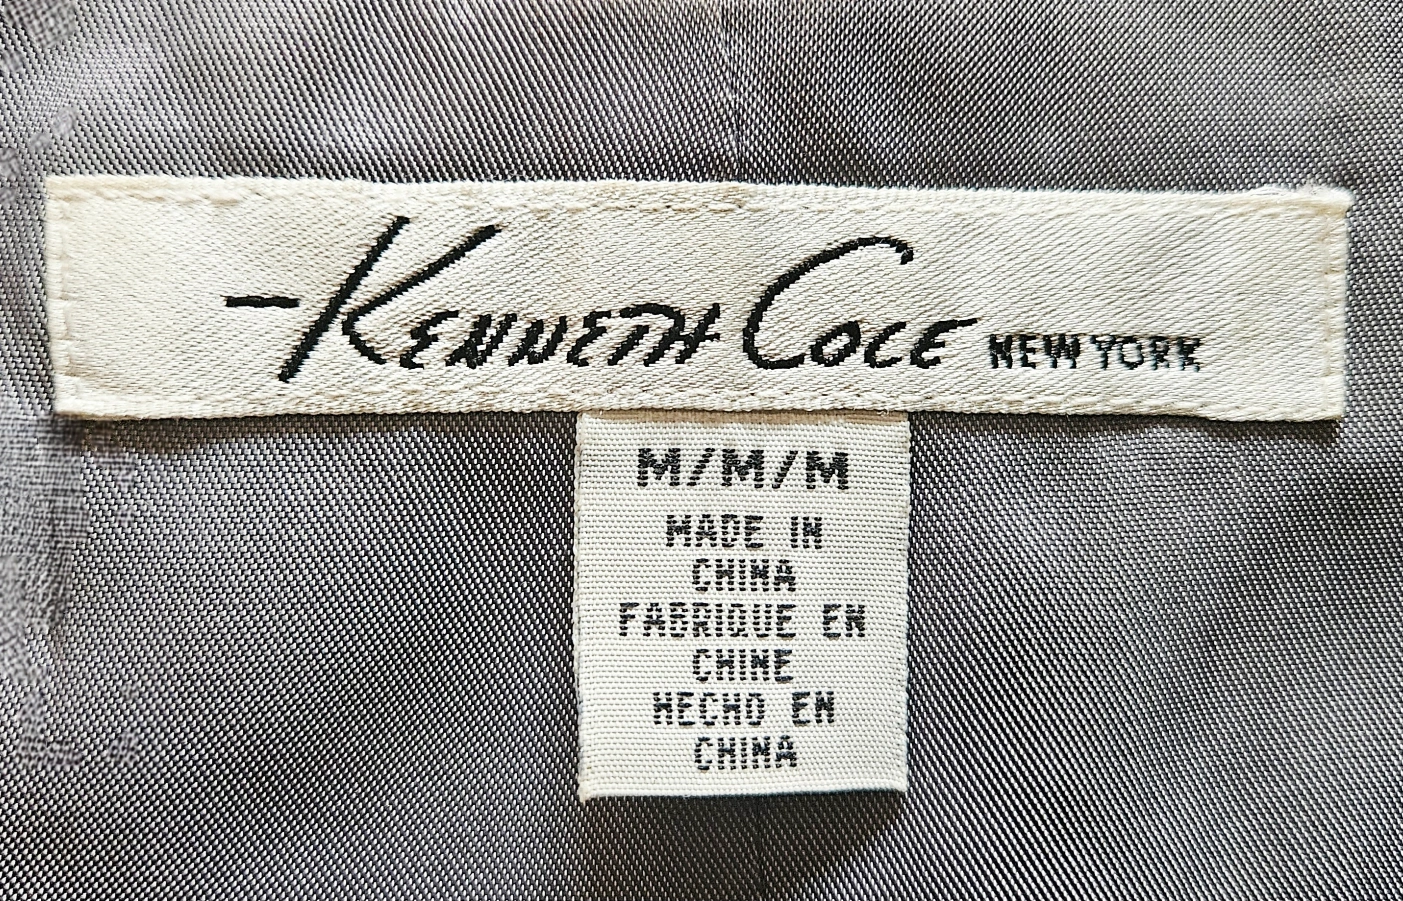 -Kenneth Cole NEW YORK
M/M/M
MADE IN
CHINA
FABRIQUE EN
CHINE
HECHO EN
CHINA